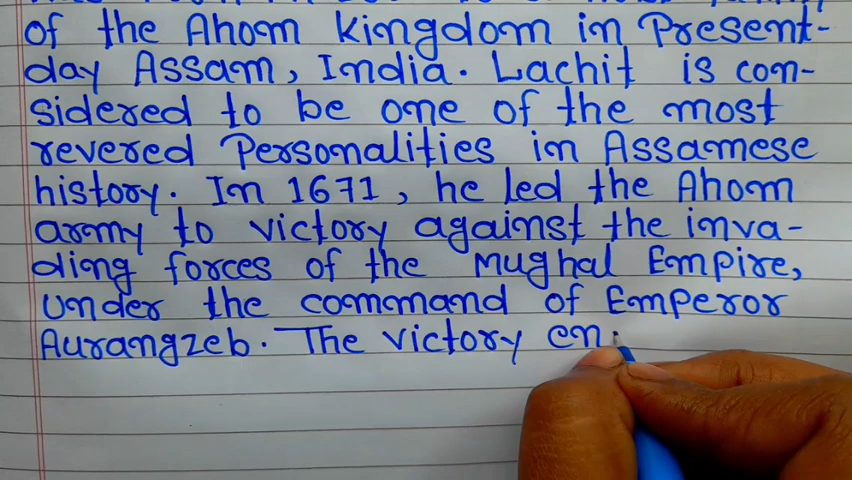 of the Ahom kingdom in Present-
day Assam, India. Lachit is con-
sidered to be one of the most
revered Personalities in Assamese
history. In 1671, he led the Ahom
army to victory against the inva-
ding forces of the Mughal Empire,
under the command of Emperor
Aurangzeb. The victory en